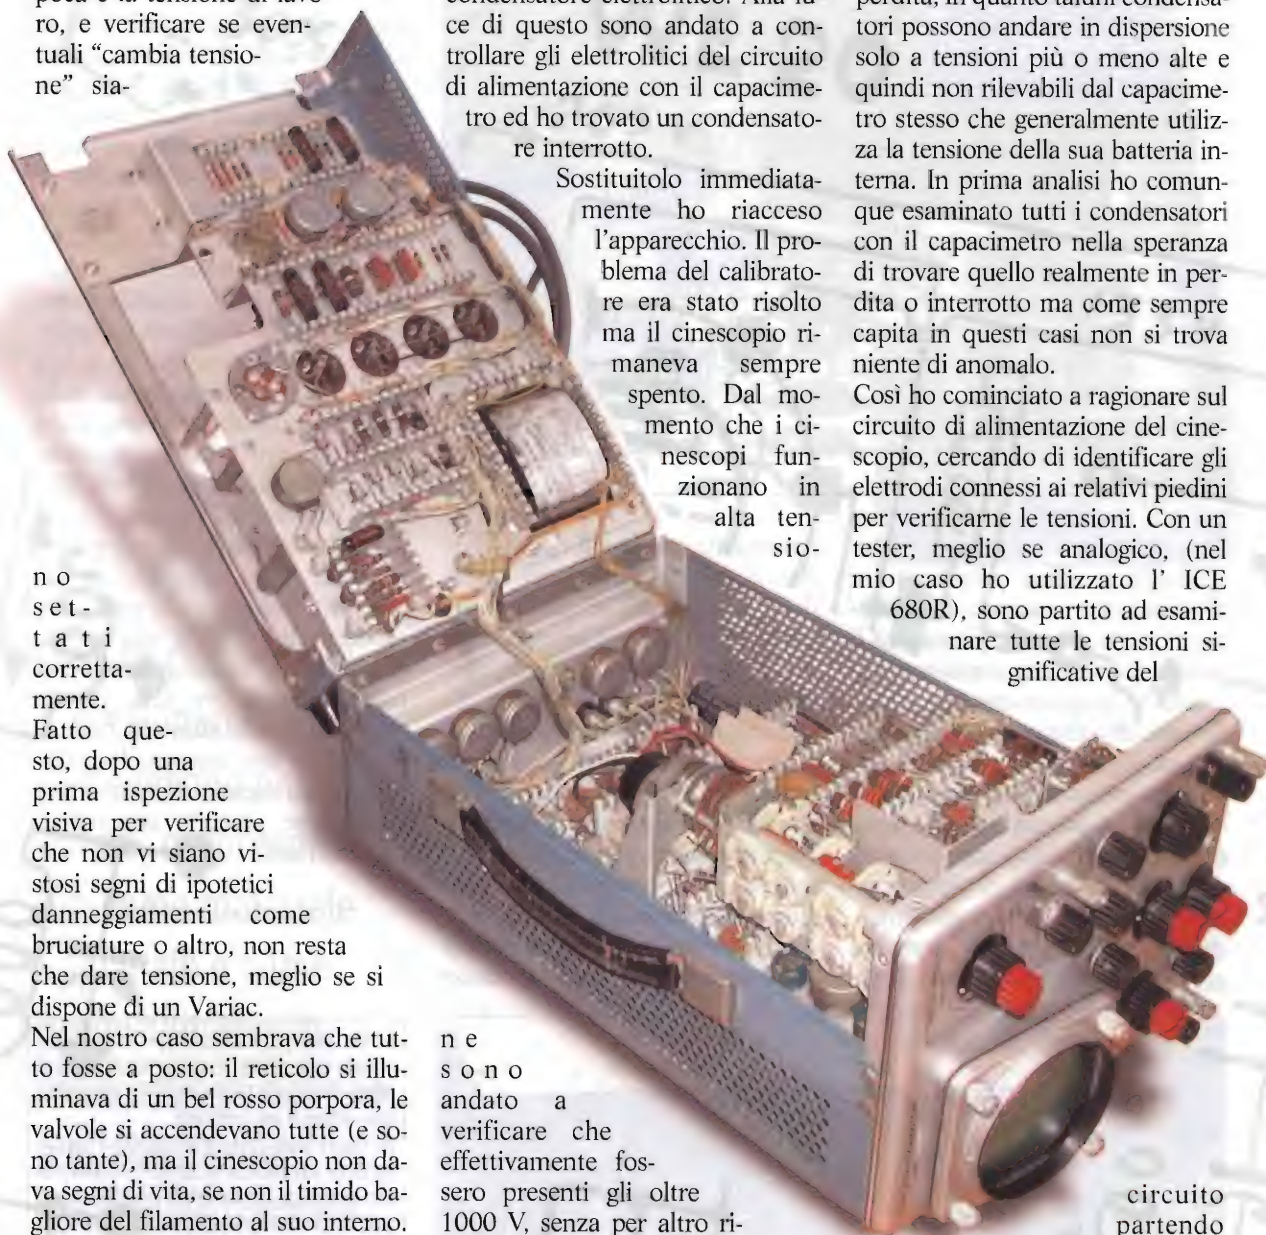 ro, e verificare se even-
tuali “cambia tensio-
ne” sia-
n o
s e t -
t a t i
corretta-
mente.
Fatto que-
sto, dopo una
prima ispezione
visiva per verificare
che non vi siano vi-
stosi segni di ipotetici
danneggiamenti come
bruciature o altro, non resta
che dare tensione, meglio se si
dispone di un Variac.
Nel nostro caso sembrava che tut-
to fosse a posto: il reticolo si illu-
minava di un bel rosso porpora, le
valvole si accendevano tutte (e so-
no tante), ma il cinescopio non da-
va segni di vita, se non il timido ba-
gliore del filamento al suo interno.
ce di questo sono andato a con-
trollare gli elettrolitici del circuito
di alimentazione con il capacime-
tro ed ho trovato un condensato-
re interrotto.
Sostituitolo immediata-
mente ho riacceso
l’apparecchio. Il pro-
blema del calibrato-
re era stato risolto
ma il cinescopio ri-
maneva sempre
spento. Dal mo-
mento che i ci-
nescopi fun-
zionano in
alta ten-
sio-
n e
s o n o
andato a
verificare che
effettivamente fos-
sero presenti gli oltre
1000 V, senza per altro ri-
tori possono andare in dispersione
solo a tensioni più o meno alte e
quindi non rilevabili dal capacime-
tro stesso che generalmente utiliz-
za la tensione della sua batteria in-
terna. In prima analisi ho comun-
que esaminato tutti i condensatori
con il capacimetro nella speranza
di trovare quello realmente in per-
dita o interrotto ma come sempre
capita in questi casi non si trova
niente di anomalo.
Così ho cominciato a ragionare sul
circuito di alimentazione del cine-
scopio, cercando di identificare gli
elettrodi connessi ai relativi piedini
per verificarne le tensioni. Con un
tester, meglio se analogico, (nel
mio caso ho utilizzato l’ ICE
680R), sono partito ad esami-
nare tutte le tensioni si-
gnificative del
circuito
partendo